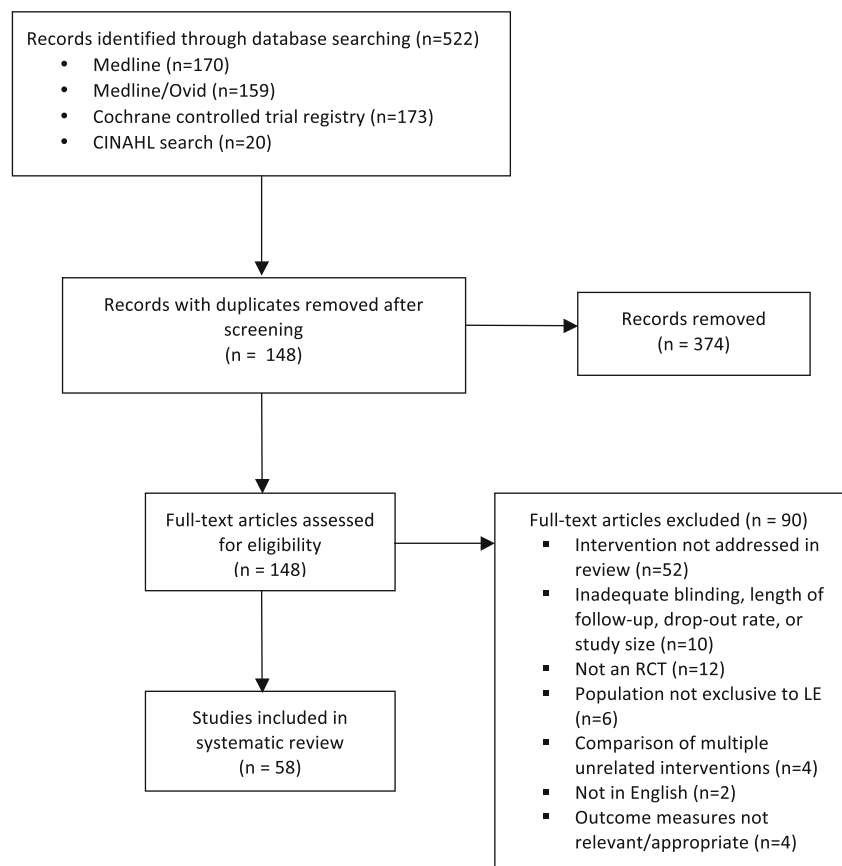 Records identified through database searching (n=522)
• Medline (n=170)
• Medline/Ovid (n=159)
• Cochrane controlled trial registry (n=173)
• CINAHL search (n=20)
Records with duplicates removed after
screening
(n = 148)
Records removed
(n = 374)
Full-text articles assessed
for eligibility
(n = 148)
Full-text articles excluded (n = 90)
▪ Intervention not addressed in
review (n=52)
▪ Inadequate blinding, length of
follow-up, drop-out rate, or
study size (n=10)
▪ Not an RCT (n=12)
▪ Population not exclusive to LE
(n=6)
▪ Comparison of multiple
unrelated interventions (n=4)
▪ Not in English (n=2)
▪ Outcome measures not
relevant/appropriate (n=4)
Studies included in
systematic review
(n = 58)